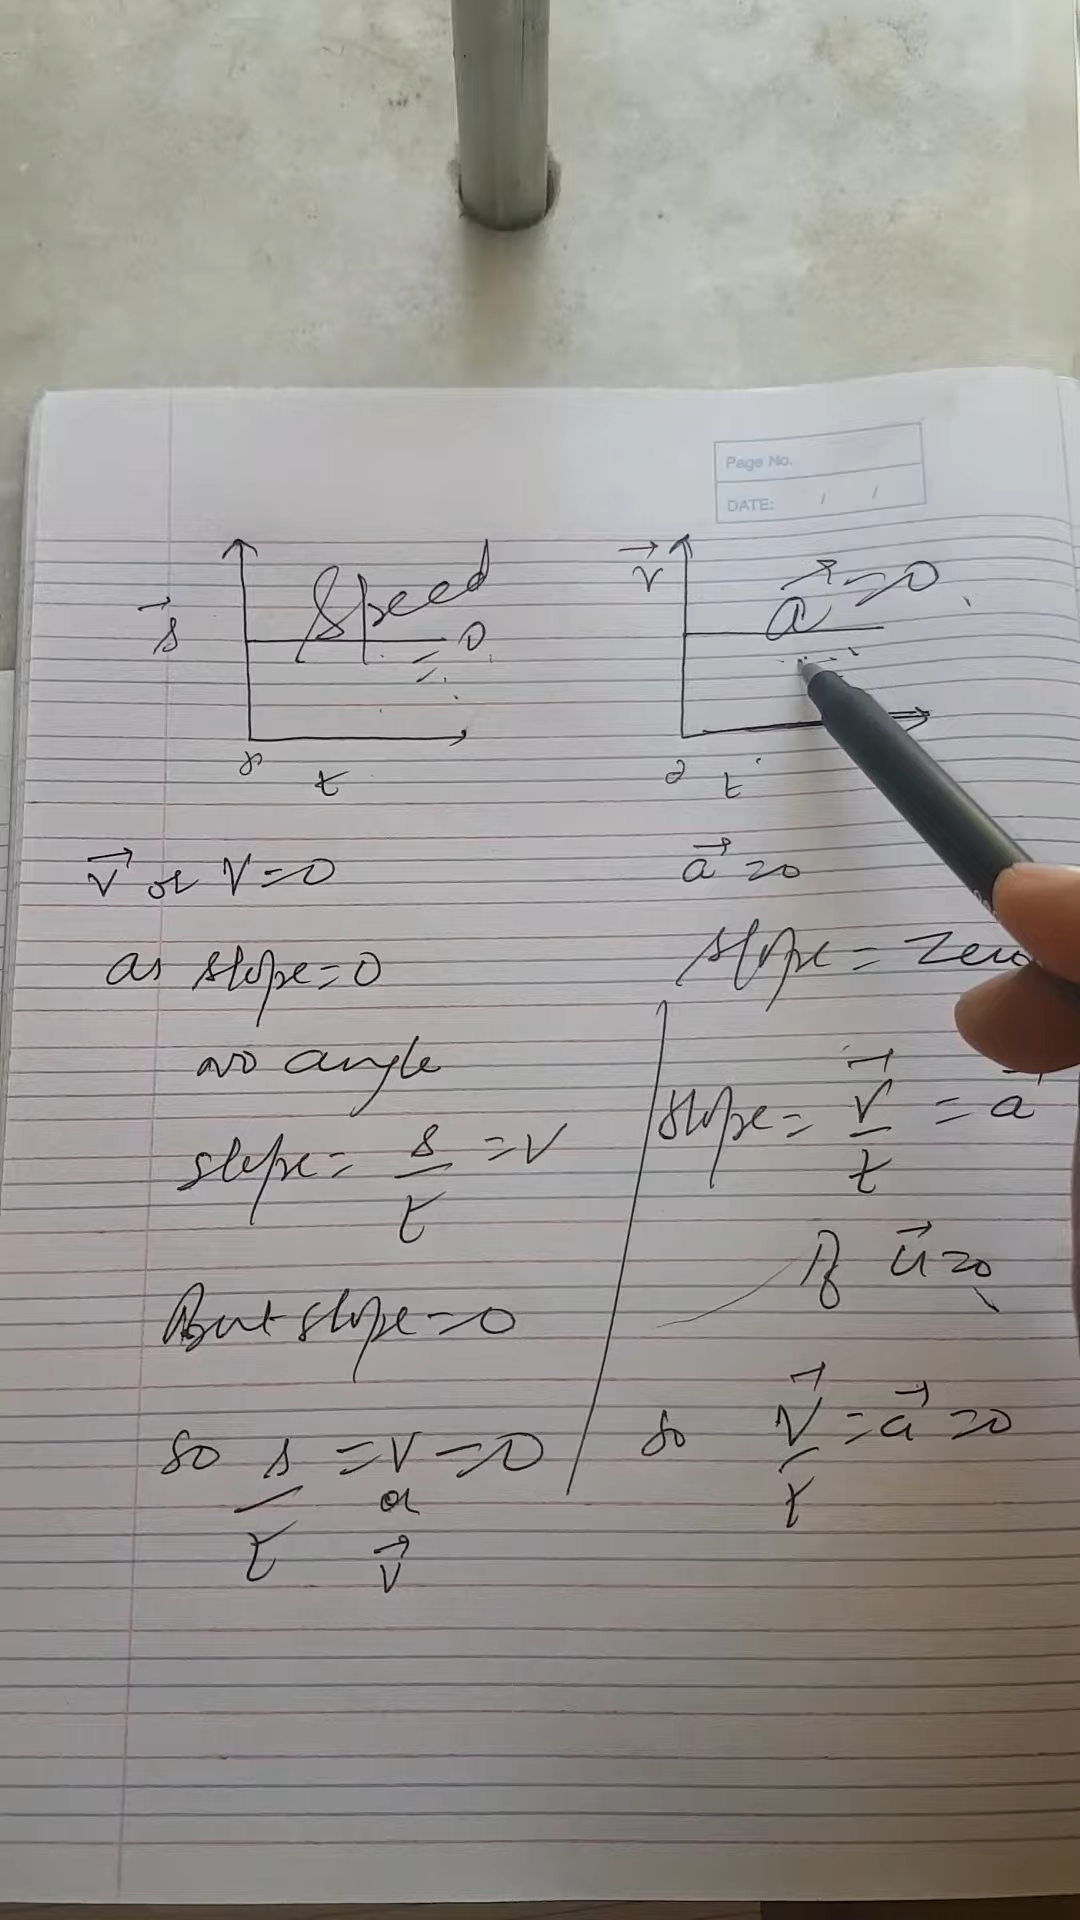 Page No.
DATE: / /
s⃗
Speed
= 0
t
v⃗
a⃗ = 0
t
v⃗ or V = 0
as slope = 0
no angle
slope = s/t = V
But slope = 0
so s/t = V = 0
or
v⃗
a⃗ = 0
slope = Zero
slope = v⃗/t = a⃗
If u⃗ = 0
so v⃗/t = a⃗ = 0